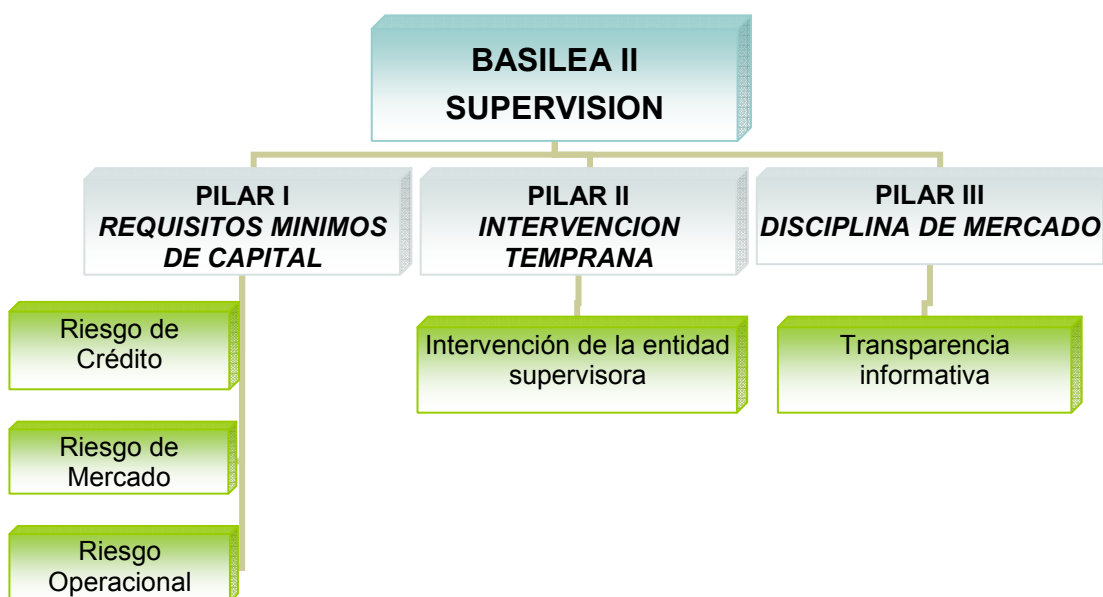 BASILEA II
SUPERVISION
PILAR I
REQUISITOS MINIMOS
DE CAPITAL
PILAR II
INTERVENCION
TEMPRANA
PILAR III
DISCIPLINA DE MERCADO
Riesgo de
Crédito
Riesgo de
Mercado
Riesgo
Operacional
Intervención de la entidad
supervisora
Transparencia
informativa